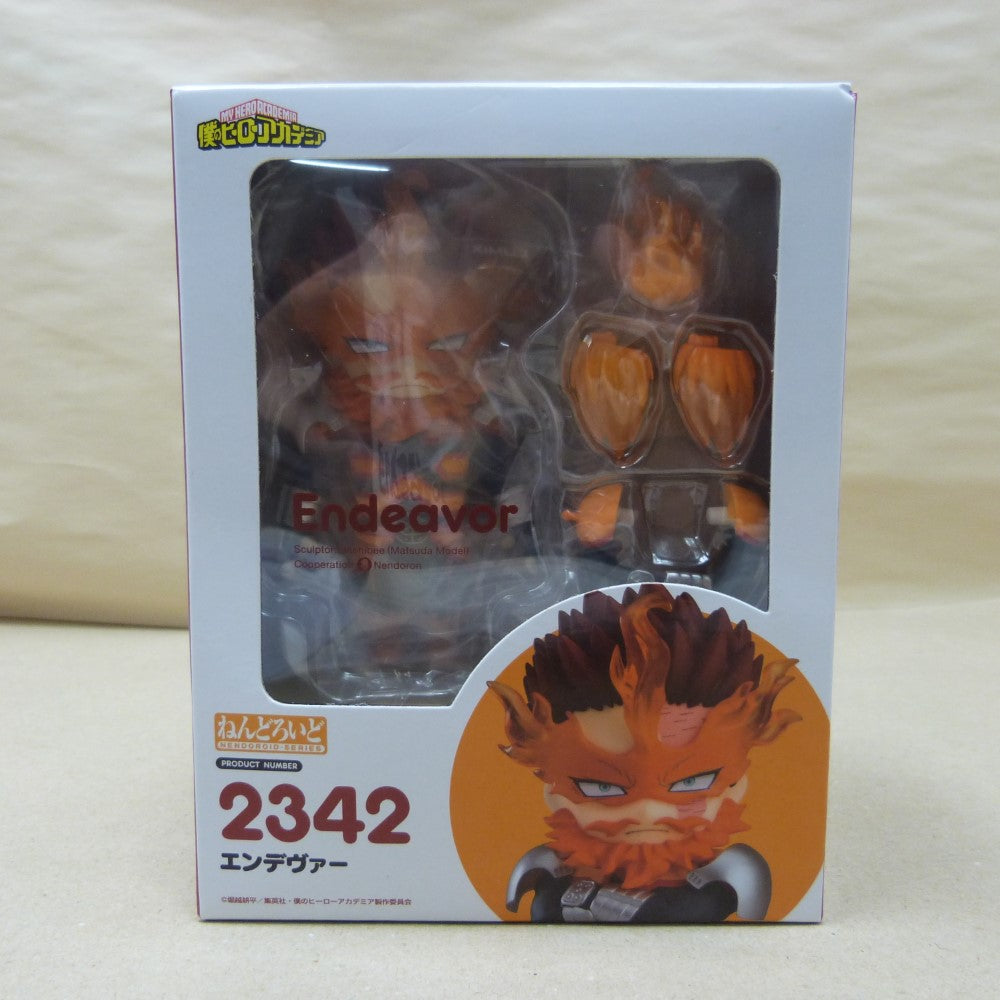 MY HERO ACADEMIA
僕のヒーローアカデミア
Endeavor
Sculptor: (Matsuda Model)
Cooperation: Nendoron
ねんどろいど
NENDOROID SERIES
PRODUCT NUMBER
2342
エンデヴァー
©堀越耕平／集英社・僕のヒーローアカデミア製作委員会